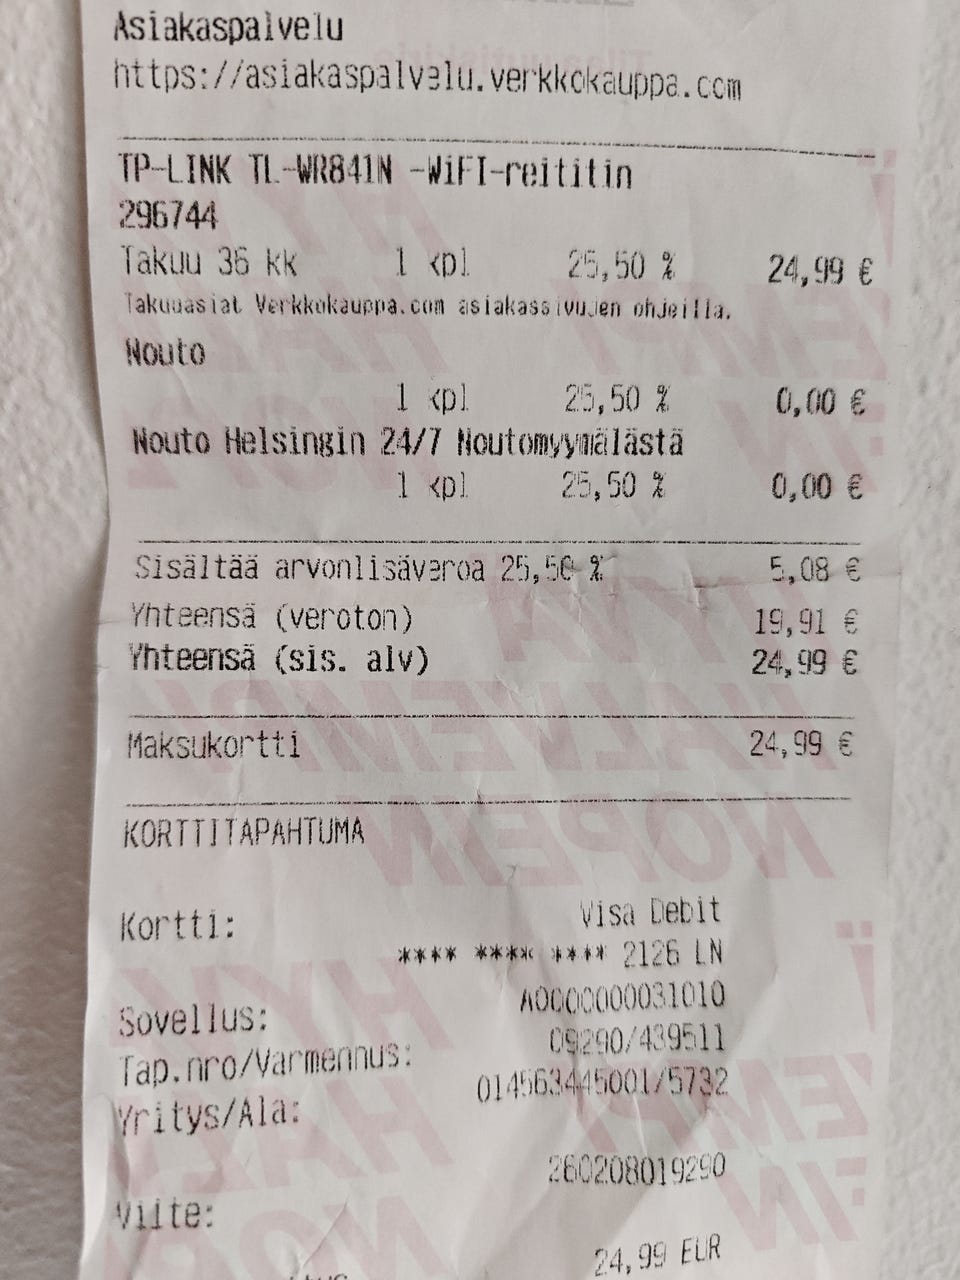 Asiakaspalvelu
https://asiakaspalvelu.verkkokauppa.com
TP-LINK TL-WR841N -WiFI-reititin
296744
Takuu 36 kk 1 kpl 25,50 % 24,99 €
Takuuasiat Verkkokauppa.com asiakassivujen ohjeilla.
Nouto
1 kpl 25,50 % 0,00 €
Nouto Helsingin 24/7 Noutomyymälästä
1 kpl 25,50 % 0,00 €
Sisältää arvonlisäveroa 25,50 % 5,08 €
Yhteensä (veroton) 19,91 €
Yhteensä (sis. alv) 24,99 €
Maksukortti 24,99 €
KORTTITAPAHTUMA
Kortti: Visa Debit
**** **** **** 2126 LN
Sovellus: A0000000031010
Tap.nro/Varmennus: 09290/439511
Yritys/Ala: 014563445001/5732
260208019290
Viite:
24,99 EUR